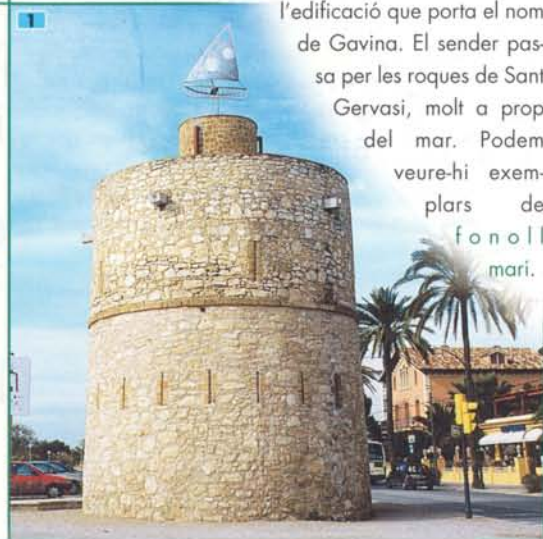 1
l'edificació que porta el nom
de Gavina. El sender pas-
sa per les roques de Sant
Gervasi, molt a prop
del mar. Podem
veure-hi exem-
plars de
fonoll
marí.